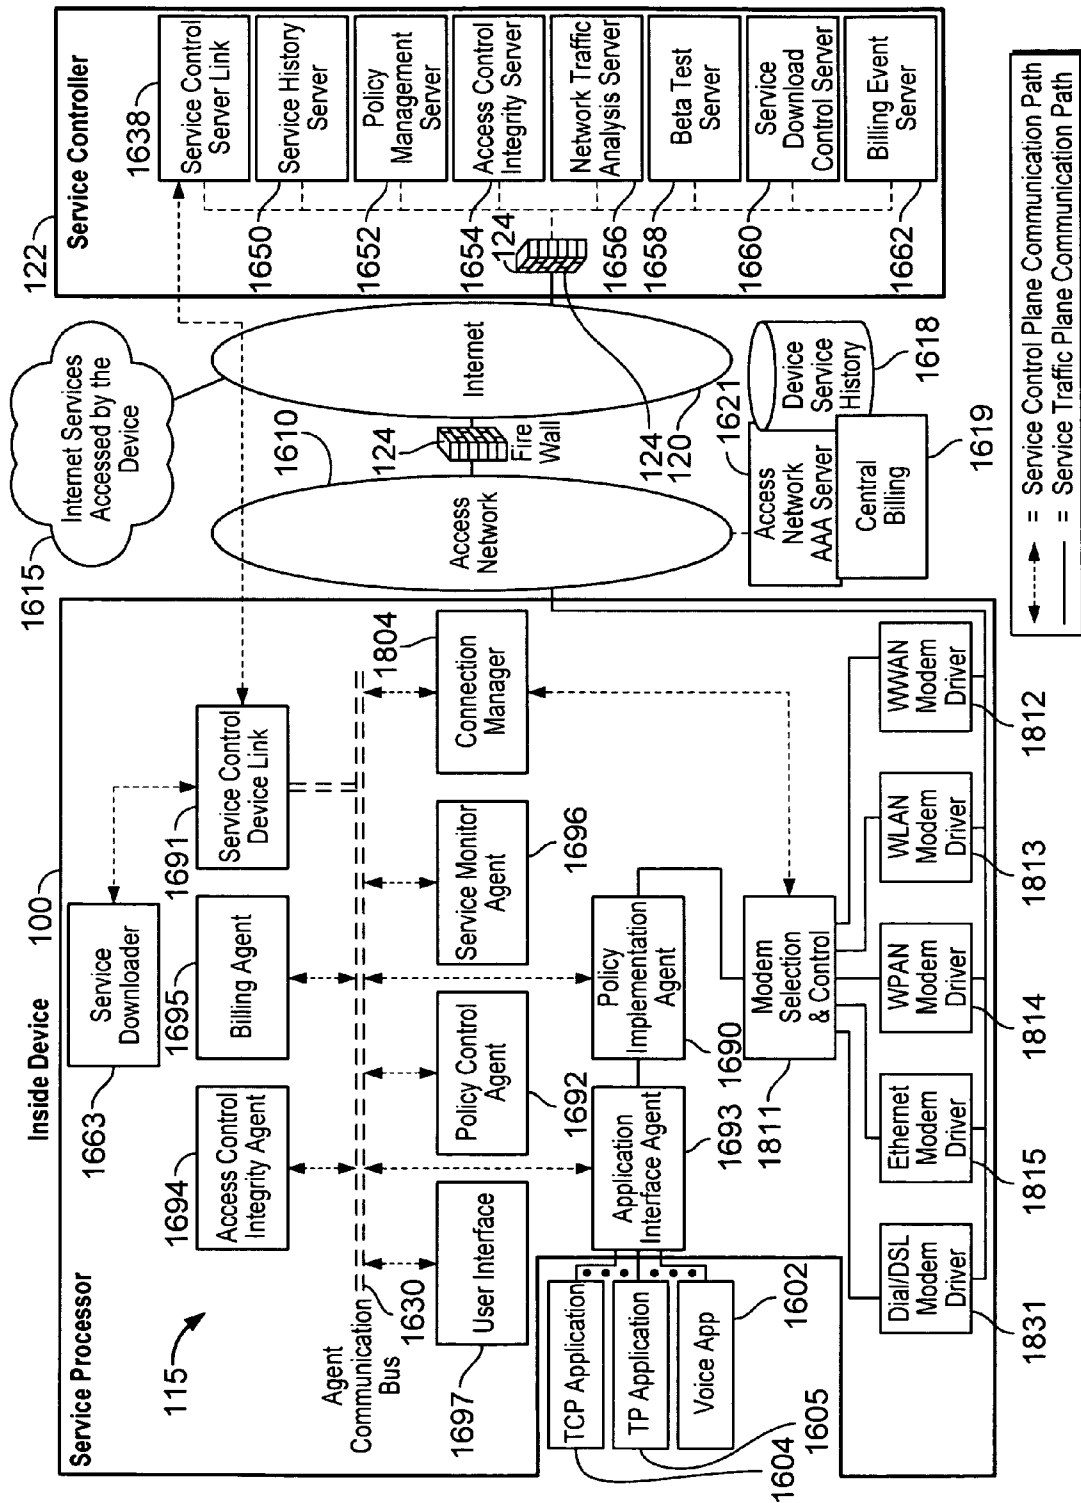 Inside Device
100
Service Processor
115
Service
Downloader
1663
Access Control
Integrity Agent
1694
Billing Agent
1695
Service Control
Device Link
1691
Agent
Communication
Bus
1630
User Interface
1697
Policy Control
Agent
1692
Service Monitor
Agent
1696
Connection
Manager
1804
TCP Application
1604
TP Application
1605
Voice App
1602
Application
Interface Agent
1693
Policy
Implementation
Agent
1690
Modem
Selection
& Control
1811
Dial/DSL
Modem
Driver
1831
Ethernet
Modem
Driver
1815
WPAN
Modem
Driver
1814
WLAN
Modem
Driver
1813
WWAN
Modem
Driver
1812
Internet Services
Accessed by the
Device
1615
Access
Network
1610
124
Fire
Wall
Internet
120
124
Access
Network
AAA Server
1621
Device
Service
History
1618
Central
Billing
1619
122
Service Controller
Service Control
Server Link
1638
Service History
Server
1650
Policy
Management
Server
1652
Access Control
Integrity Server
1654
124
Network Traffic
Analysis Server
1656
Beta Test
Server
1658
Service
Download
Control Server
1660
Billing Event
Server
1662
= Service Control Plane Communication Path
= Service Traffic Plane Communication Path